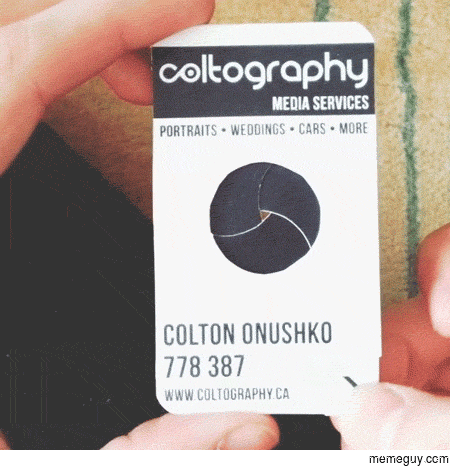 coltography
MEDIA SERVICES
PORTRAITS • WEDDINGS • CARS • MORE
COLTON ONUSHKO
778 387
WWW.COLTOGRAPHY.CA
memeguy.com